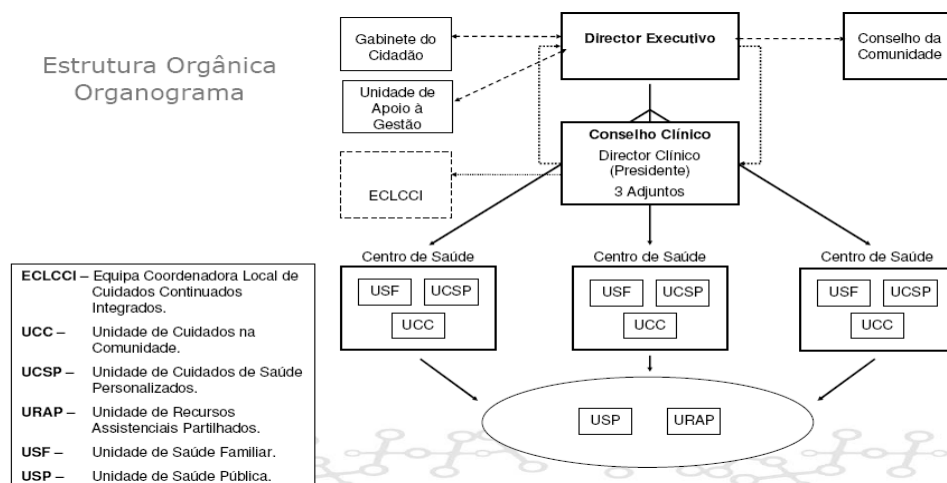 Estrutura Orgânica
Organograma
Gabinete do
Cidadão
Director Executivo
Conselho da
Comunidade
Unidade de
Apoio à
Gestão
Conselho Clínico
Director Clínico
(Presidente)
3 Adjuntos
ECLCCI
Centro de Saúde
USF
UCSP
UCC
Centro de Saúde
USF
UCSP
UCC
Centro de Saúde
USF
UCSP
UCC
USP
URAP
ECLCCI – Equipa Coordenadora Local de
Cuidados Continuados
Integrados.
UCC – Unidade de Cuidados na
Comunidade.
UCSP – Unidade de Cuidados de Saúde
Personalizados.
URAP – Unidade de Recursos
Assistenciais Partilhados.
USF – Unidade de Saúde Familiar.
USP – Unidade de Saúde Pública.